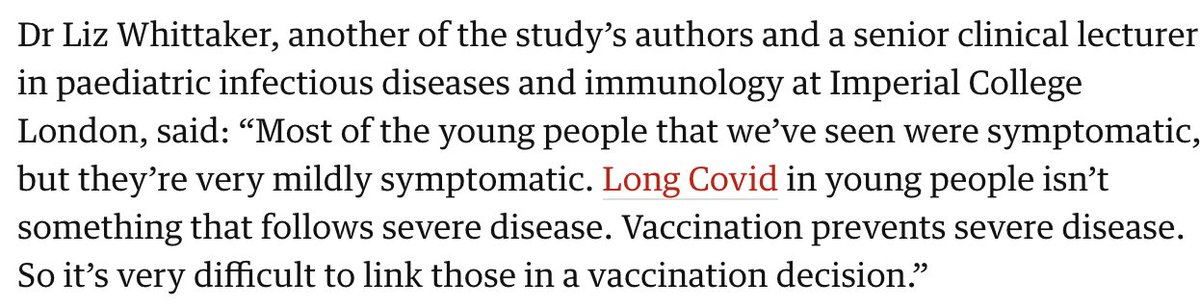 Dr Liz Whittaker, another of the study’s authors and a senior clinical lecturer
in paediatric infectious diseases and immunology at Imperial College
London, said: “Most of the young people that we’ve seen were symptomatic,
but they’re very mildly symptomatic. Long Covid in young people isn’t
something that follows severe disease. Vaccination prevents severe disease.
So it’s very difficult to link those in a vaccination decision.”